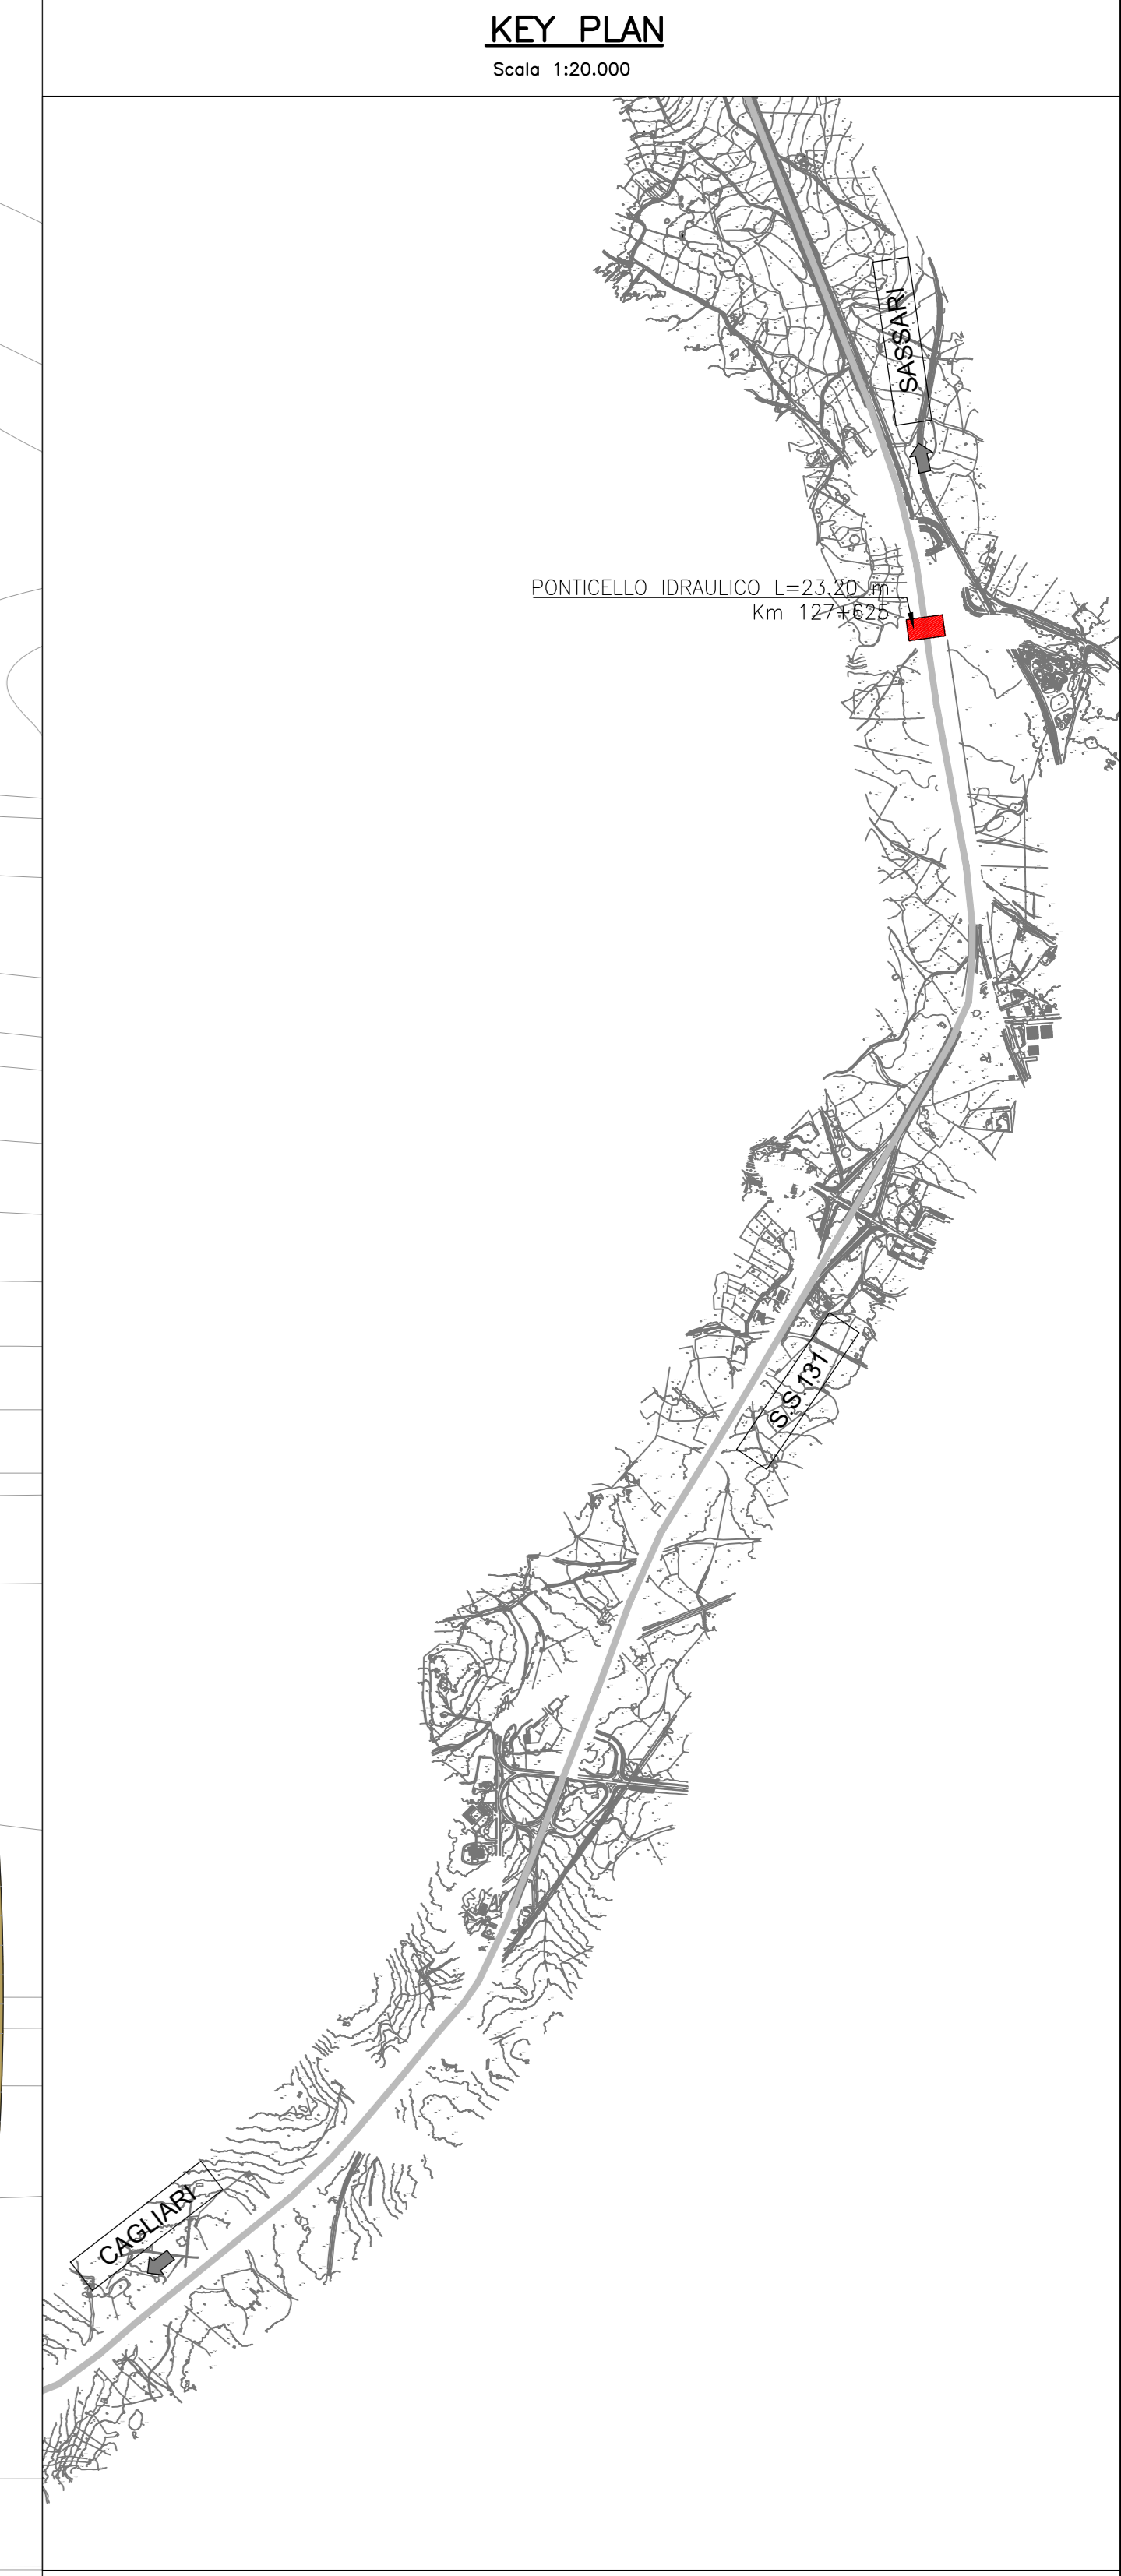 KEY PLAN
Scala 1:20.000
SASSARI
PONTICELLO IDRAULICO L=23.20 m
Km 127+625
S.S.131
CAGLIARI